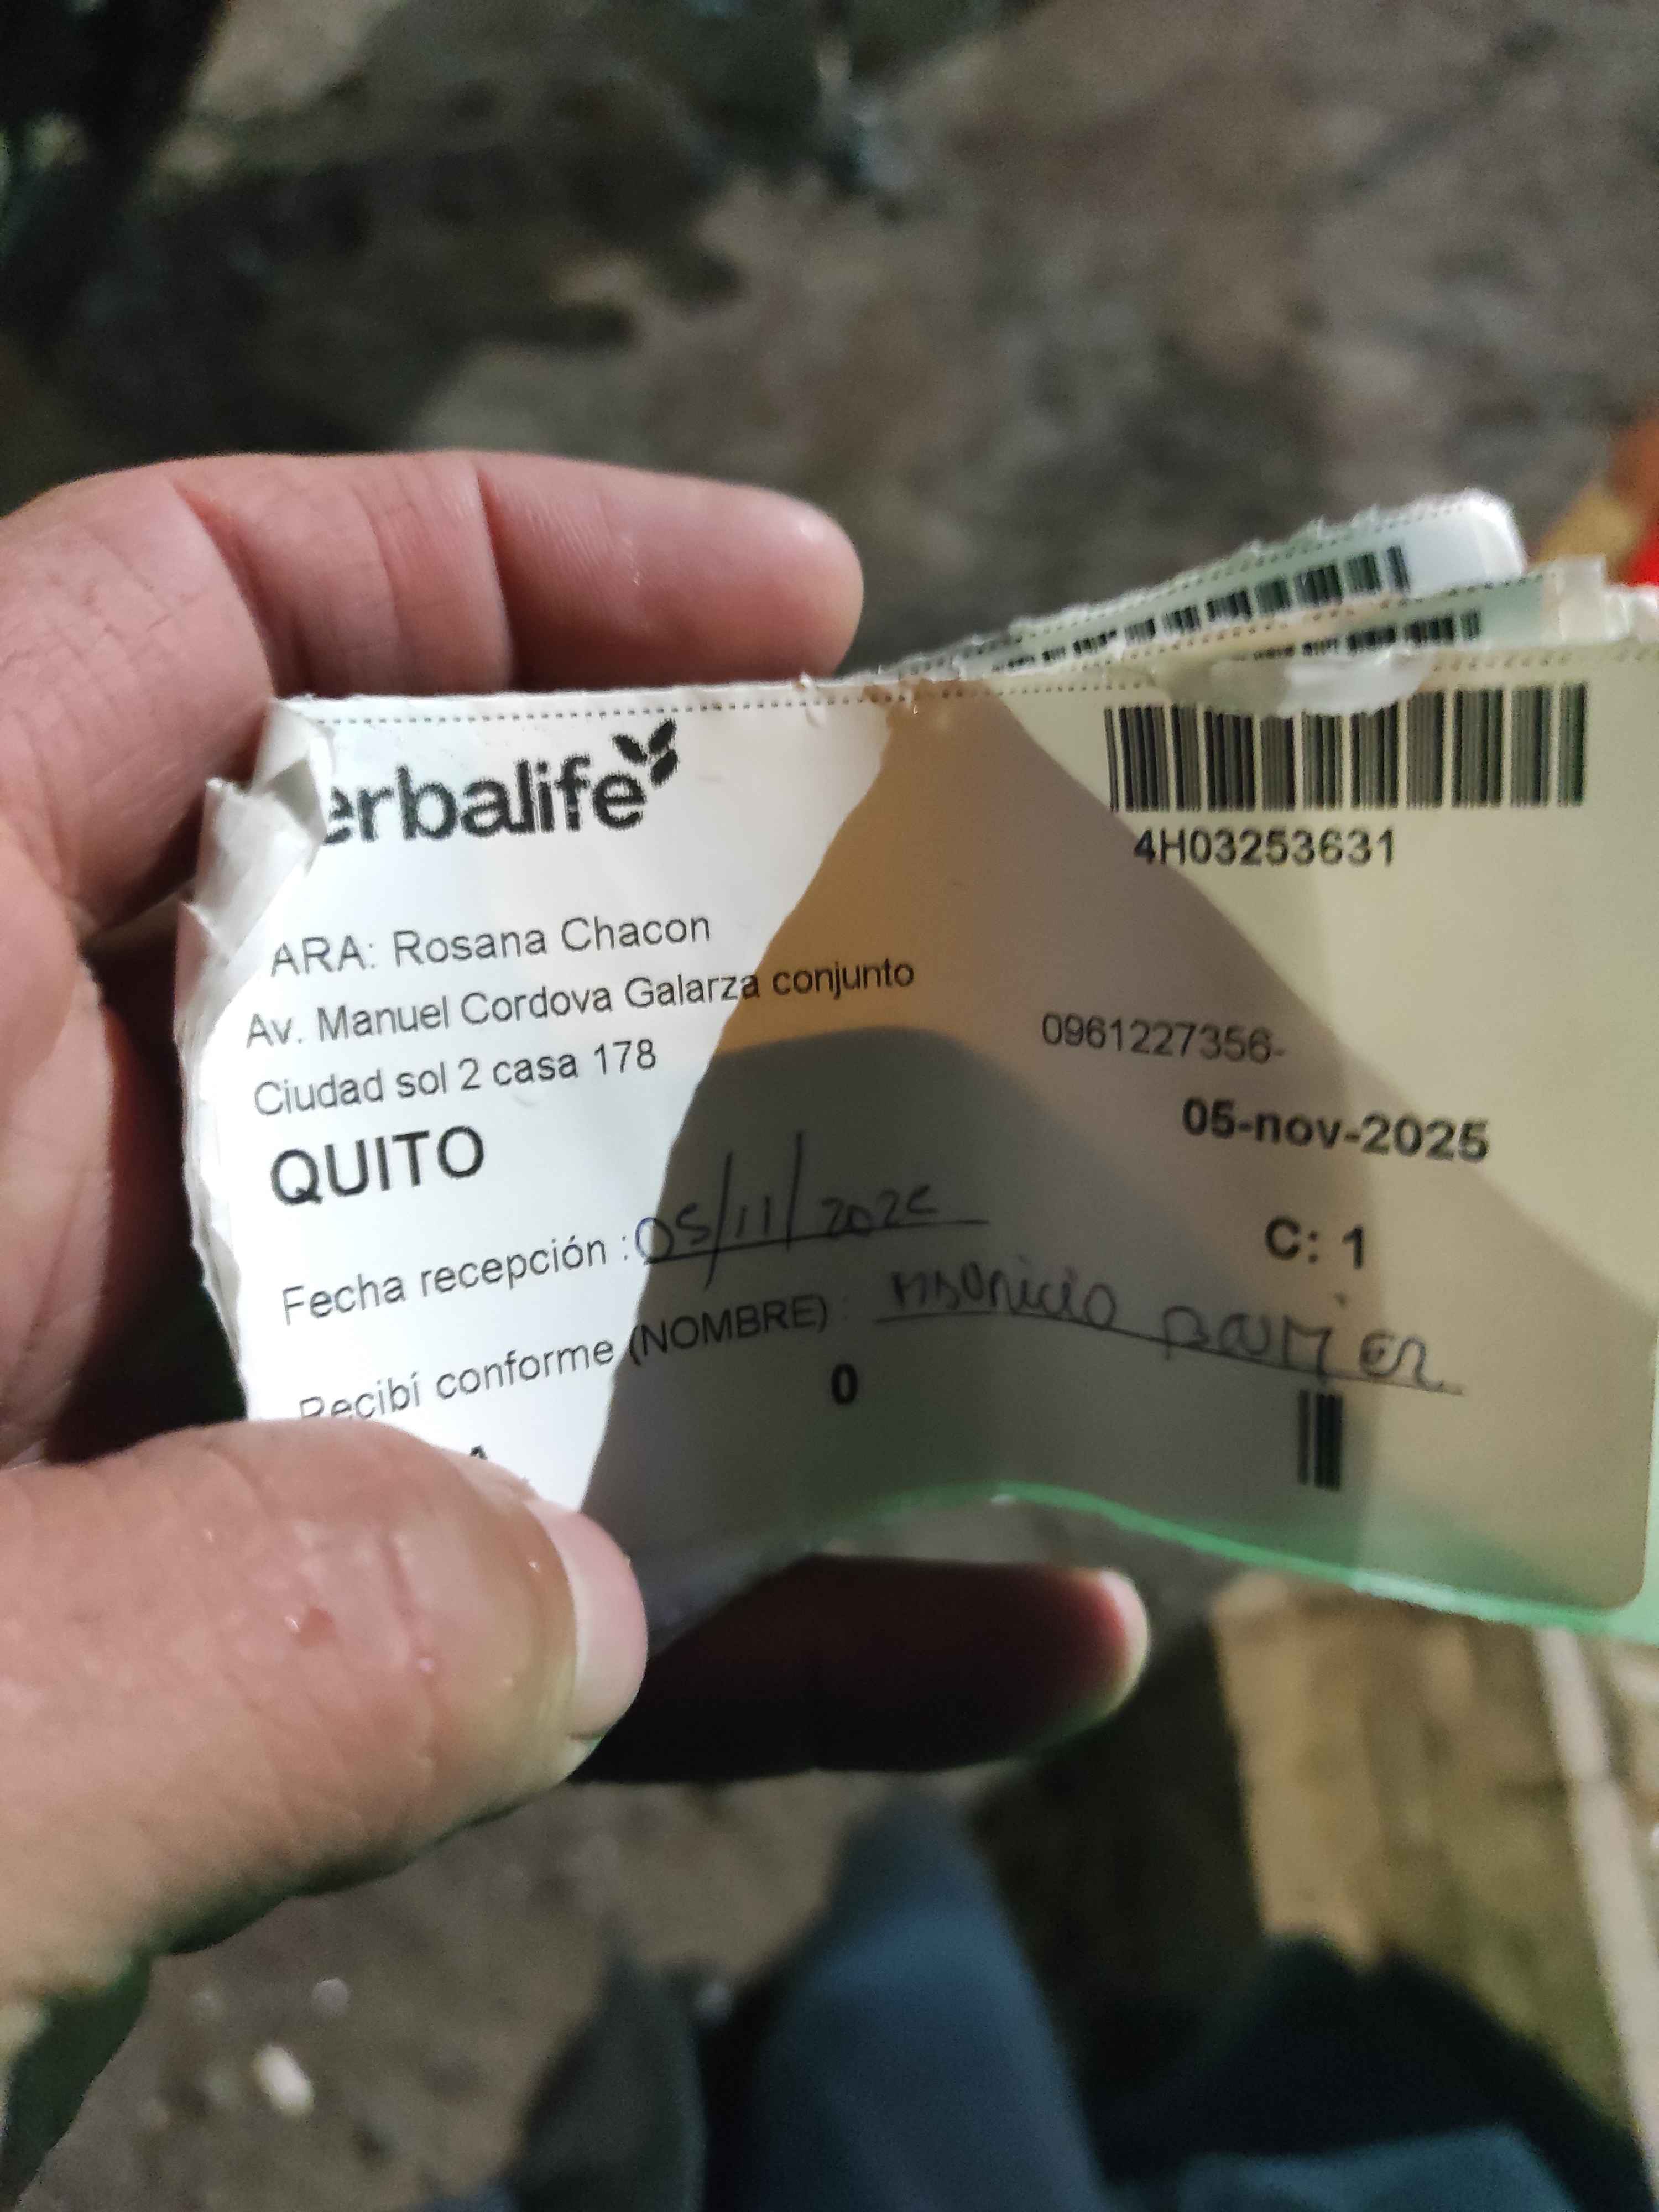 erbalife
4H03253631
ARA: Rosana Chacon
Av. Manuel Cordova Galarza conjunto
Ciudad sol 2 casa 178
0961227356-
QUITO
05-nov-2025
Fecha recepción : 05/11/2025
C: 1
Recibí conforme (NOMBRE) :
0